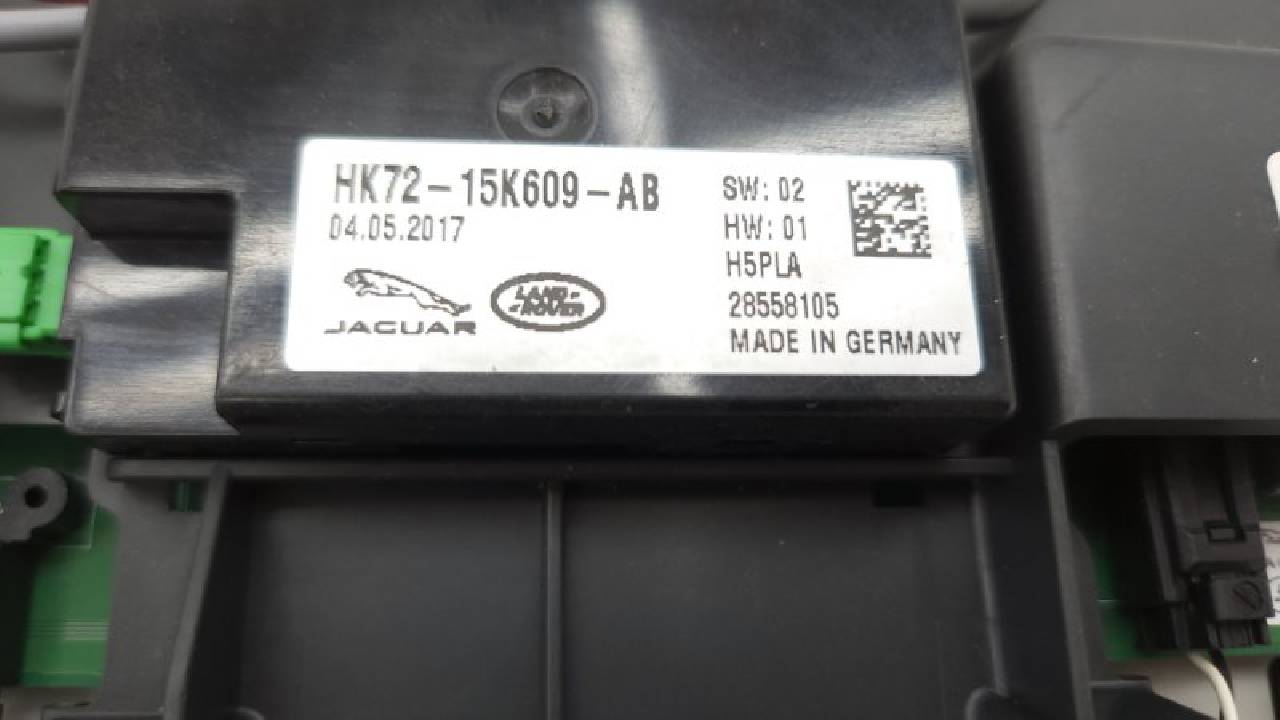 HK72-15K609-AB
04.05.2017
JAGUAR
LAND-
ROVER
SW: 02
HW: 01
H5PLA
28558105
MADE IN GERMANY